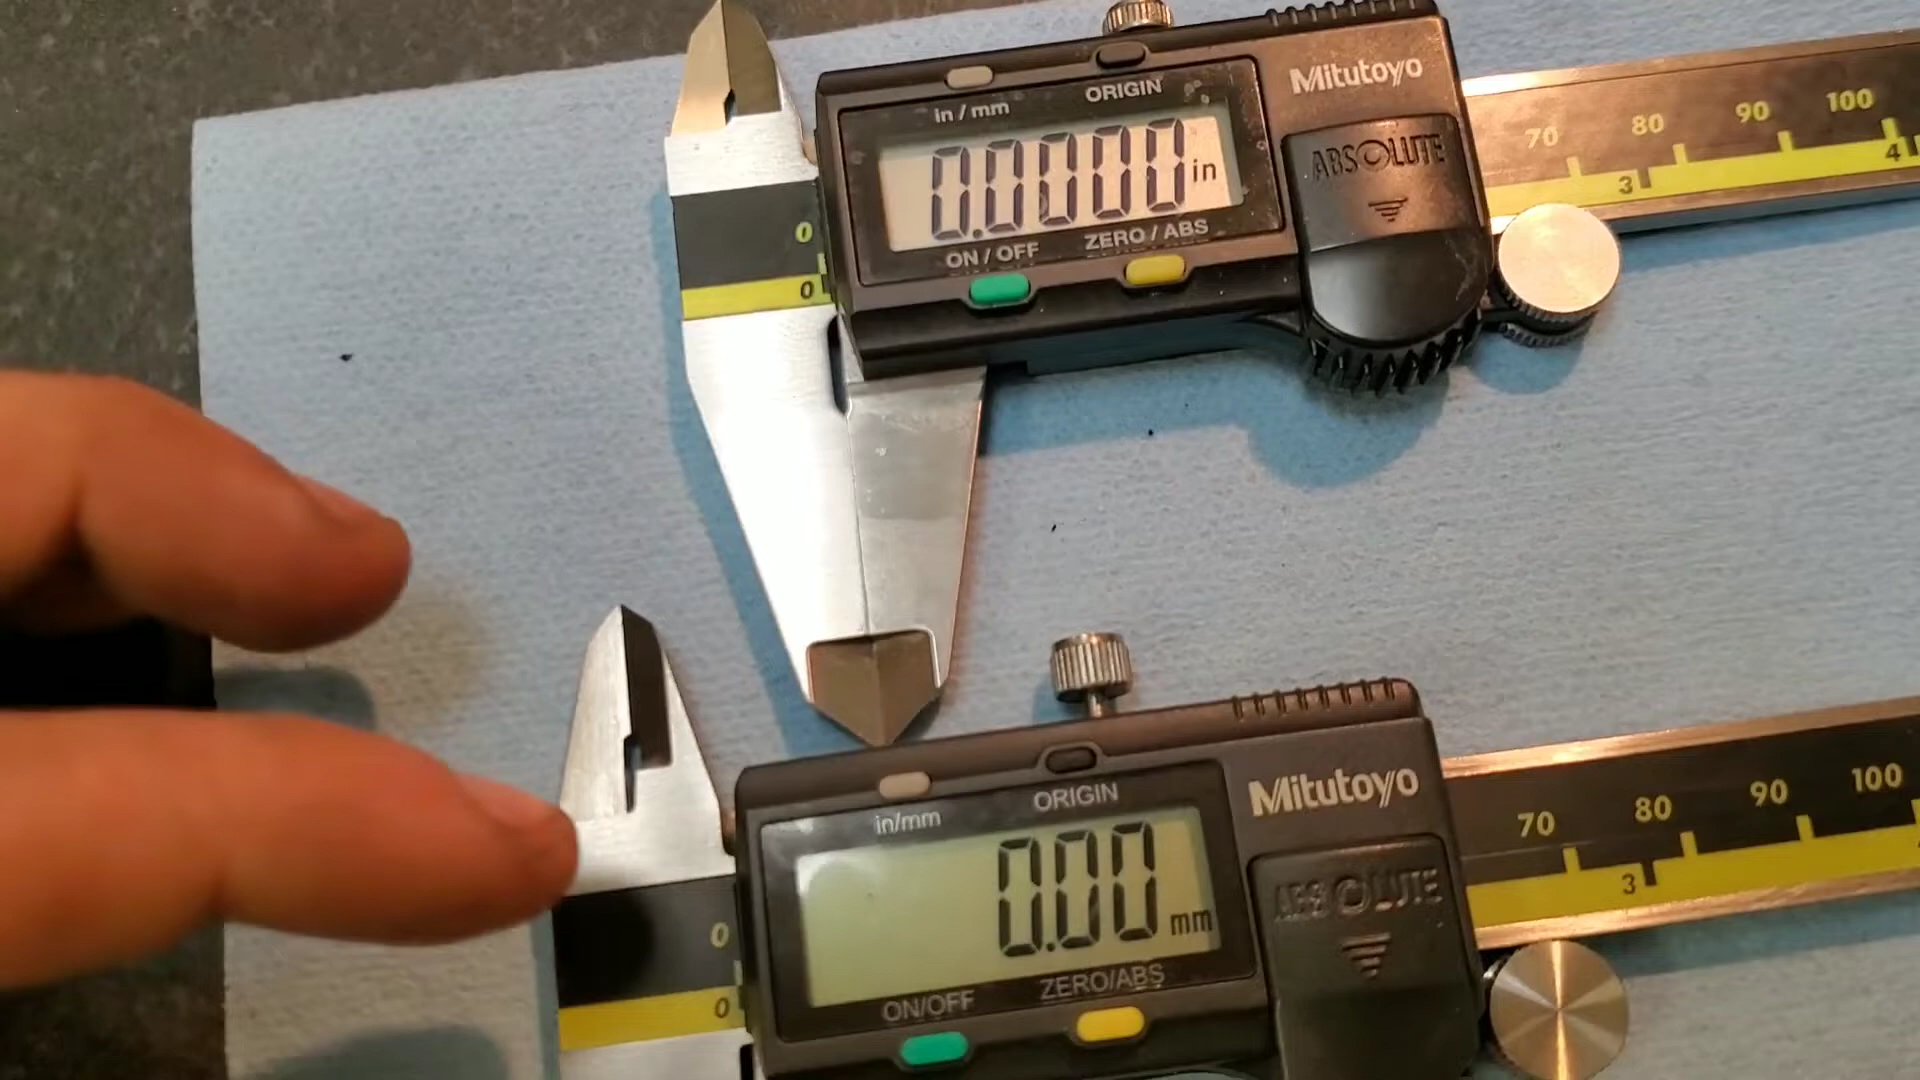 Mitutoyo
ORIGIN
in / mm
0.0000 in
ABSOLUTE
ON / OFF
ZERO / ABS
0
0
70 80 90 100
3 4
Mitutoyo
ORIGIN
in/mm
0.00 mm
ABSOLUTE
ON/OFF
ZERO/ABS
0
0
70 80 90 100
3